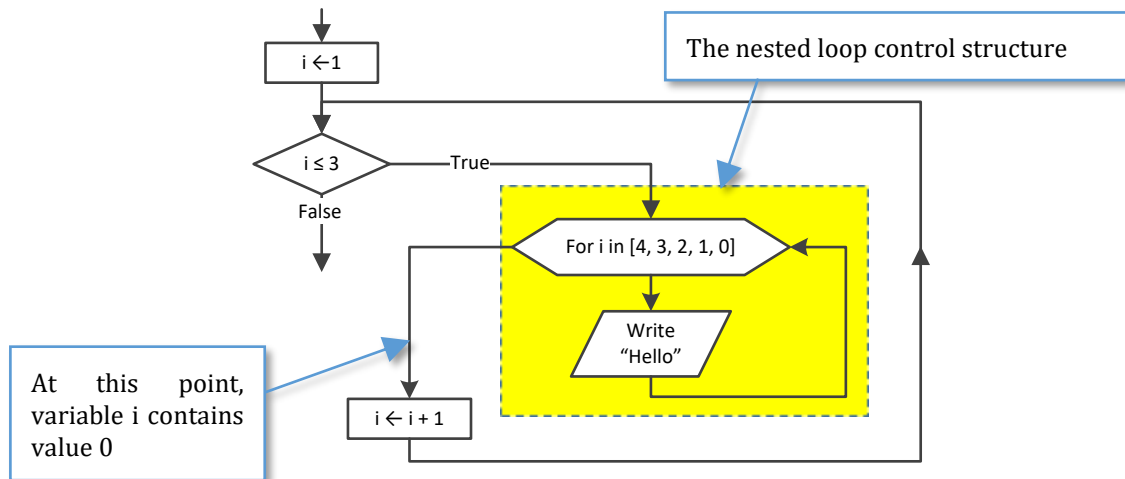 The nested loop control structure
i ←1
i ≤ 3
True
False
For i in [4, 3, 2, 1, 0]
Write
“Hello”
At this point,
variable i contains
value 0
i ← i + 1